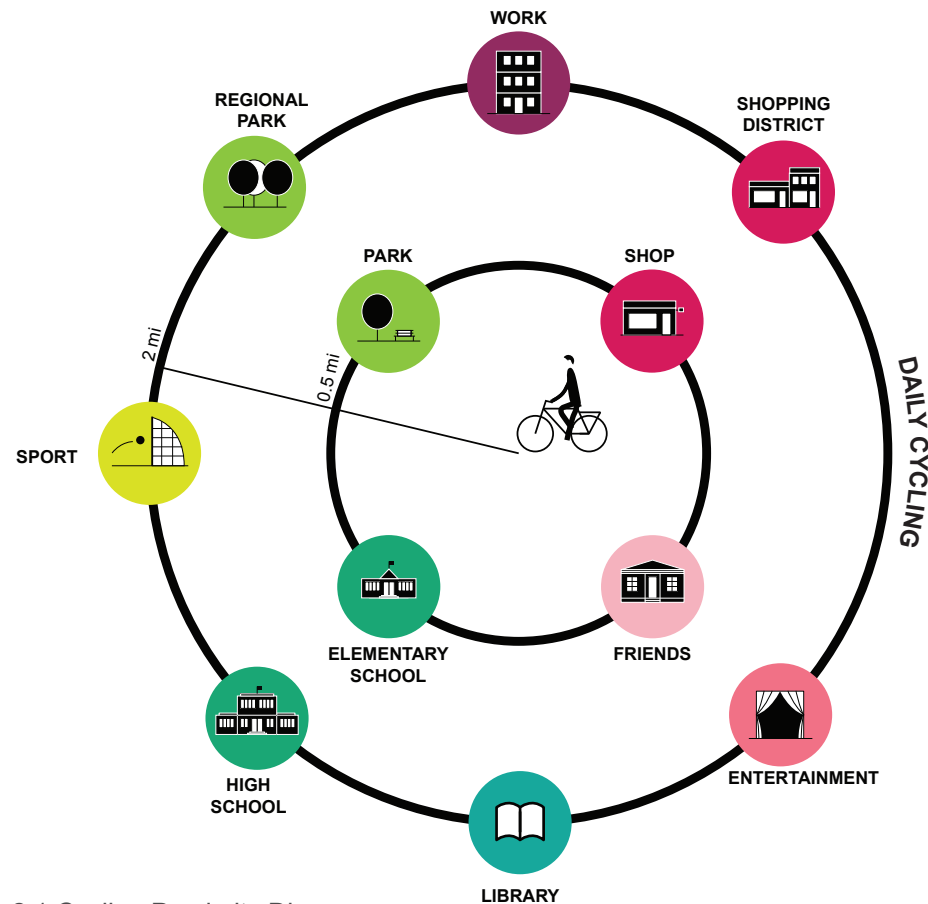 WORK
REGIONAL
PARK
SHOPPING
DISTRICT
PARK
SHOP
2 mi
0.5 mi
DAILY CYCLING
SPORT
ELEMENTARY
SCHOOL
FRIENDS
HIGH
SCHOOL
ENTERTAINMENT
LIBRARY